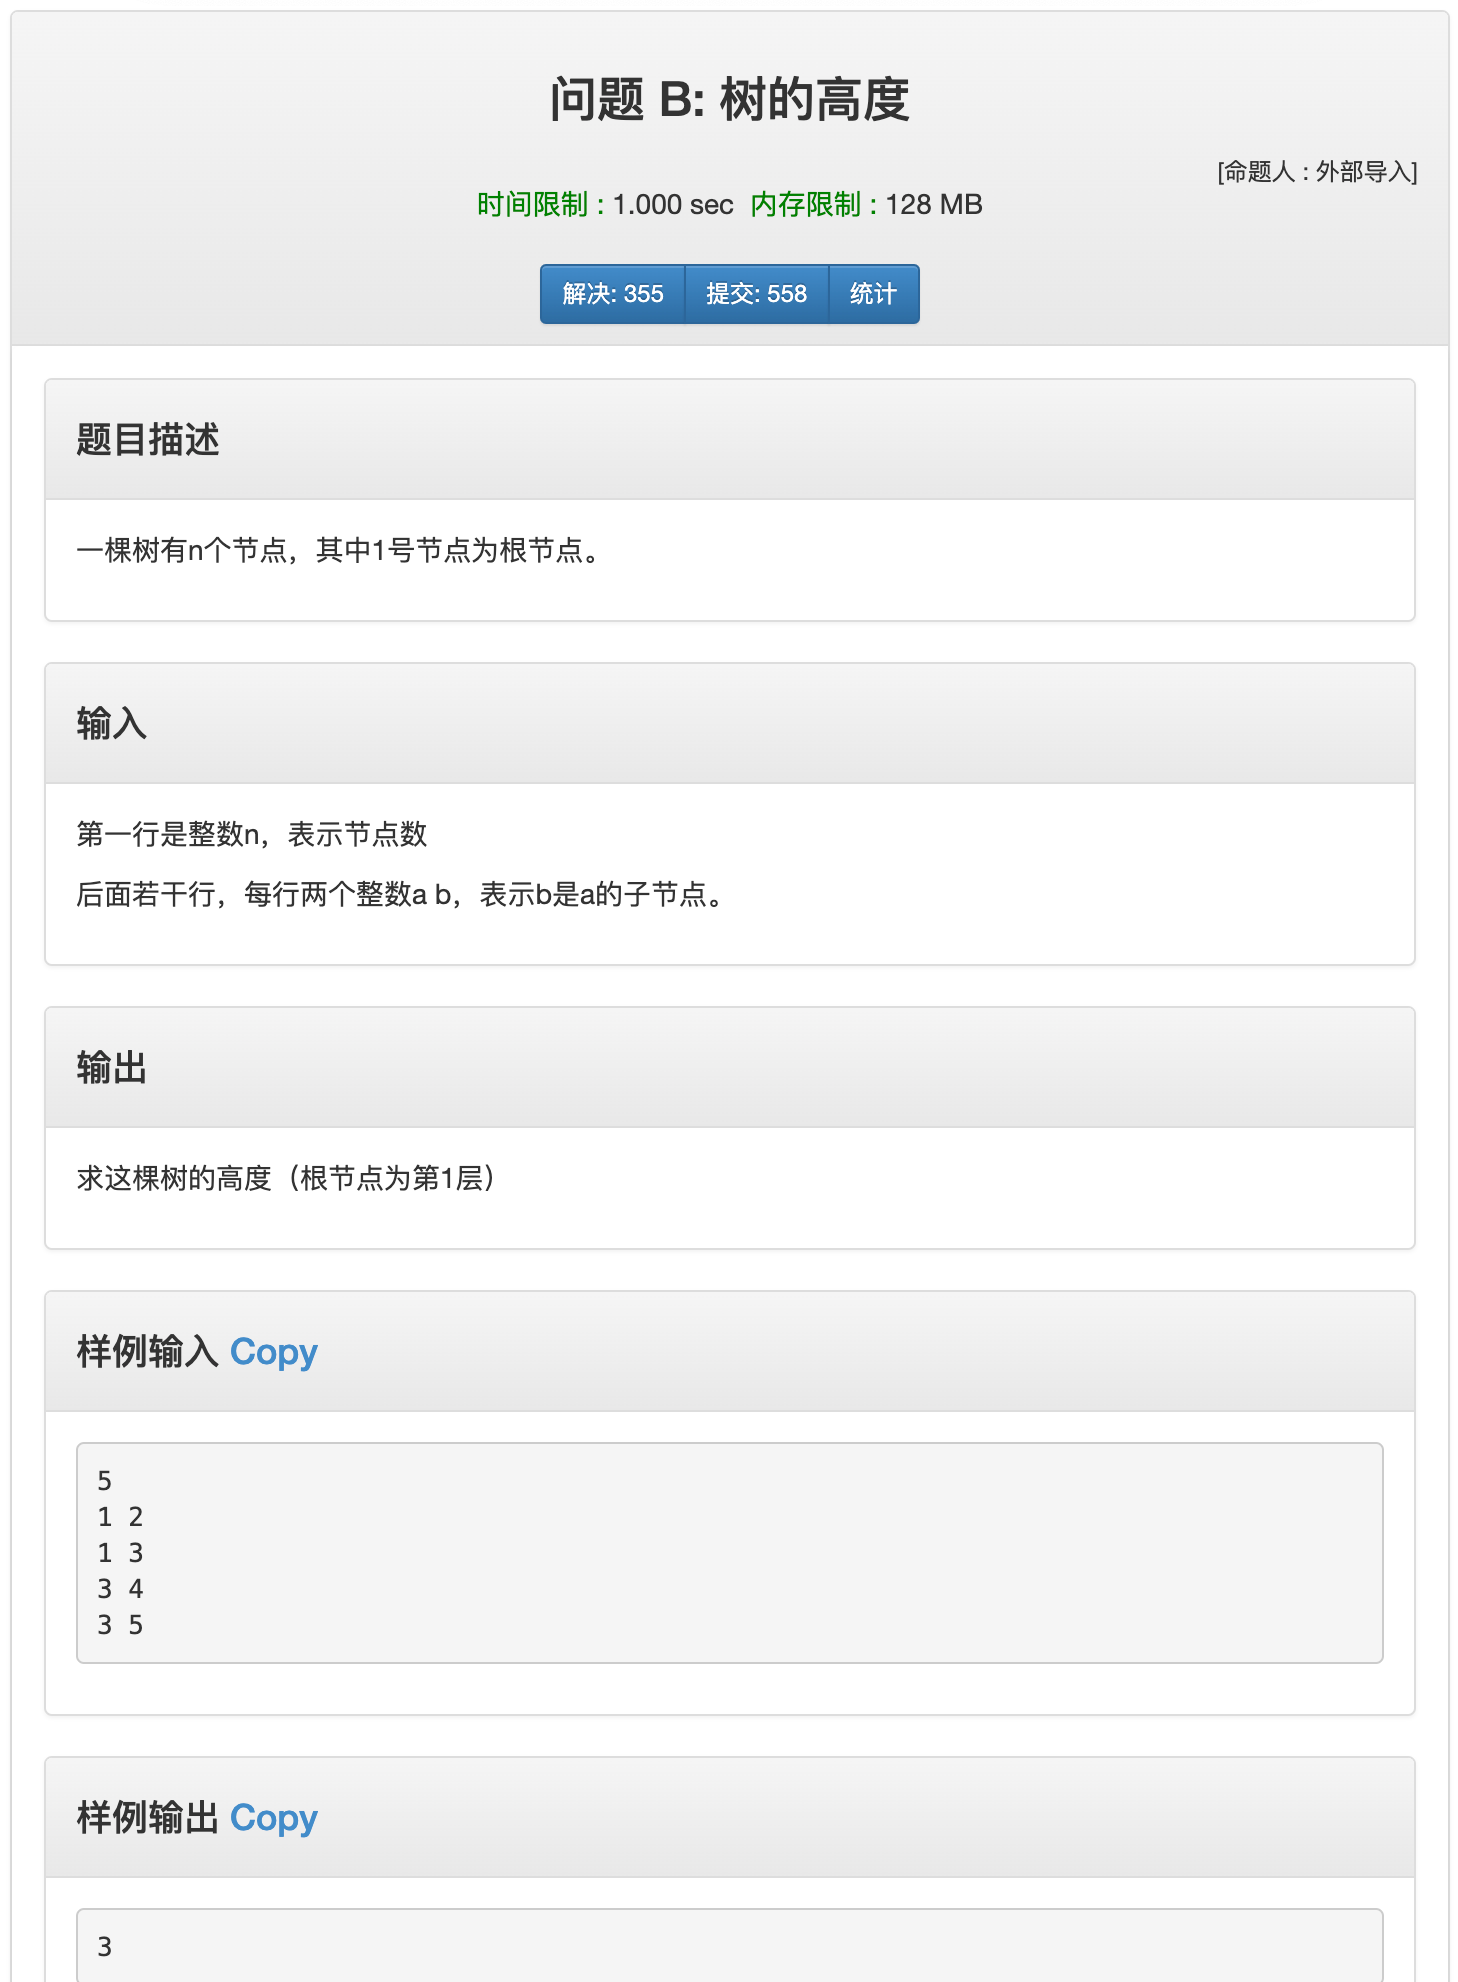 问题 B: 树的高度
[命题人 : 外部导入]
时间限制 : 1.000 sec 内存限制 : 128 MB
解决: 355 提交: 558 统计
题目描述
一棵树有n个节点，其中1号节点为根节点。
输入
第一行是整数n，表示节点数
后面若干行，每行两个整数a b，表示b是a的子节点。
输出
求这棵树的高度（根节点为第1层）
样例输入 Copy
5
1 2
1 3
3 4
3 5
样例输出 Copy
3